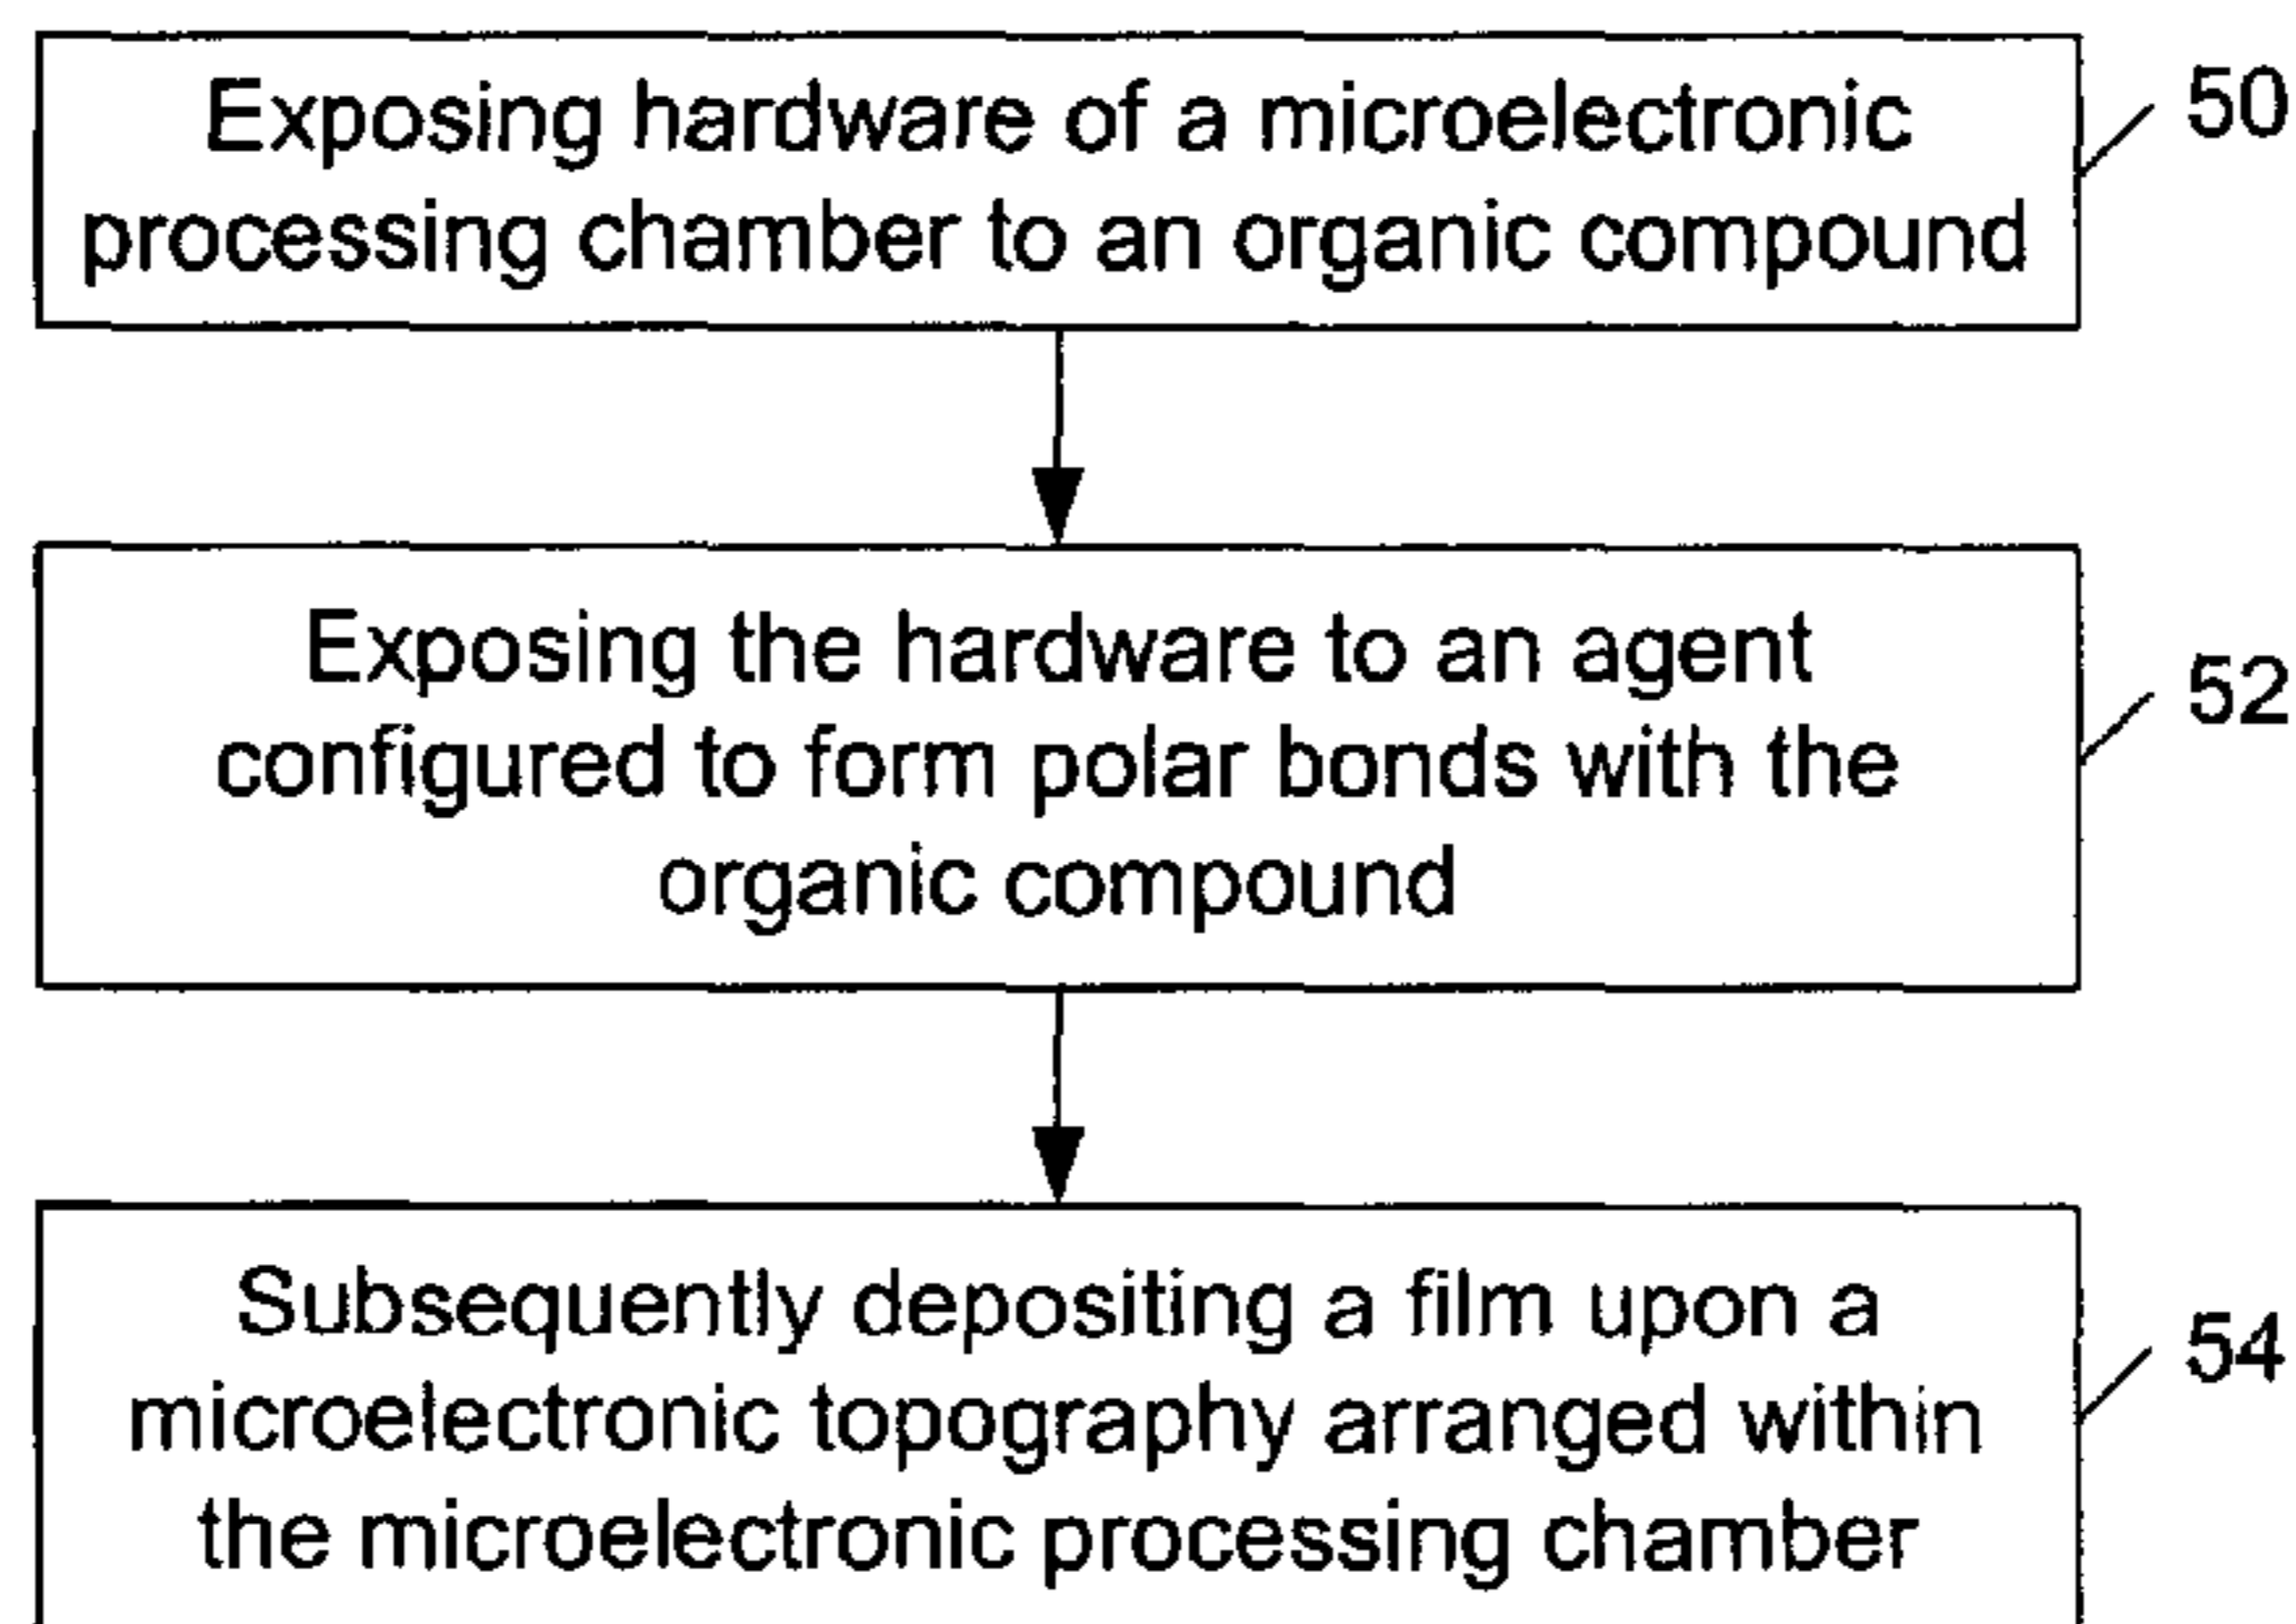 Exposing hardware of a microelectronic
processing chamber to an organic compound
50
Exposing the hardware to an agent
configured to form polar bonds with the
organic compound
52
Subsequently depositing a film upon a
microelectronic topography arranged within
the microelectronic processing chamber
54